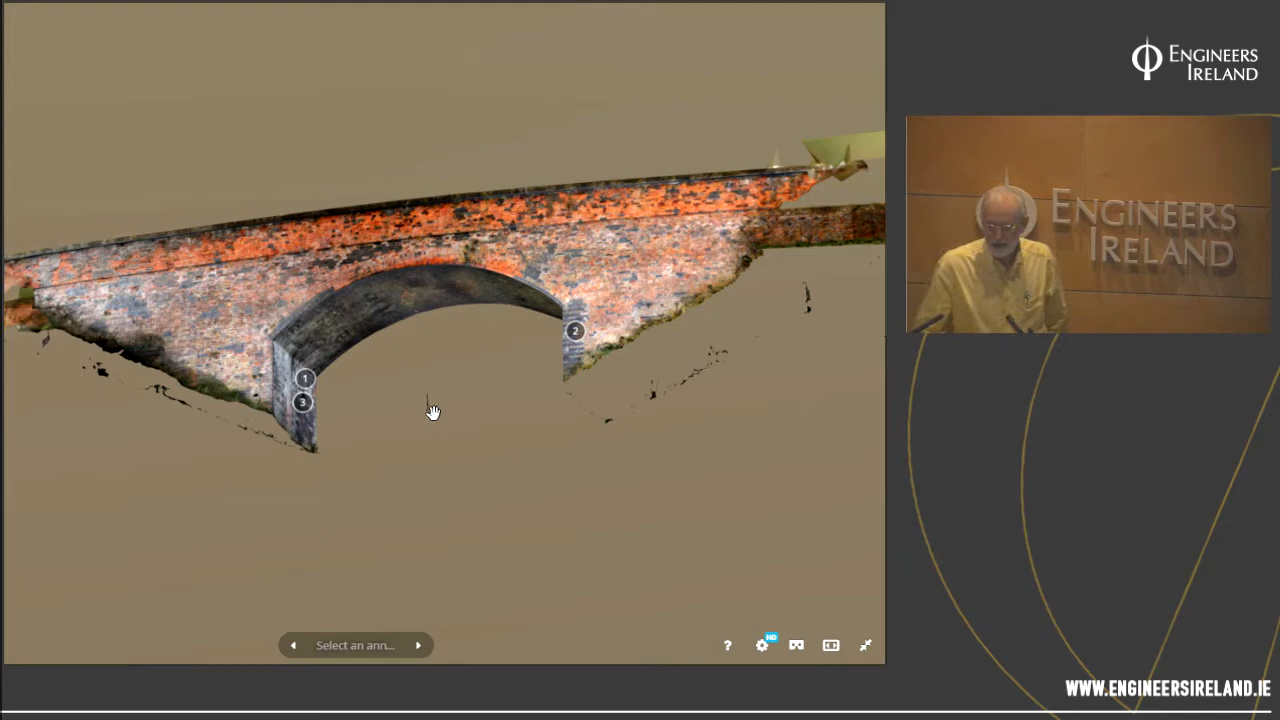 ENGINEERS
IRELAND
ENGINEERS
IRELAND
1
3
2
Select an ann...
?
HD
WWW.ENGINEERSIRELAND.IE